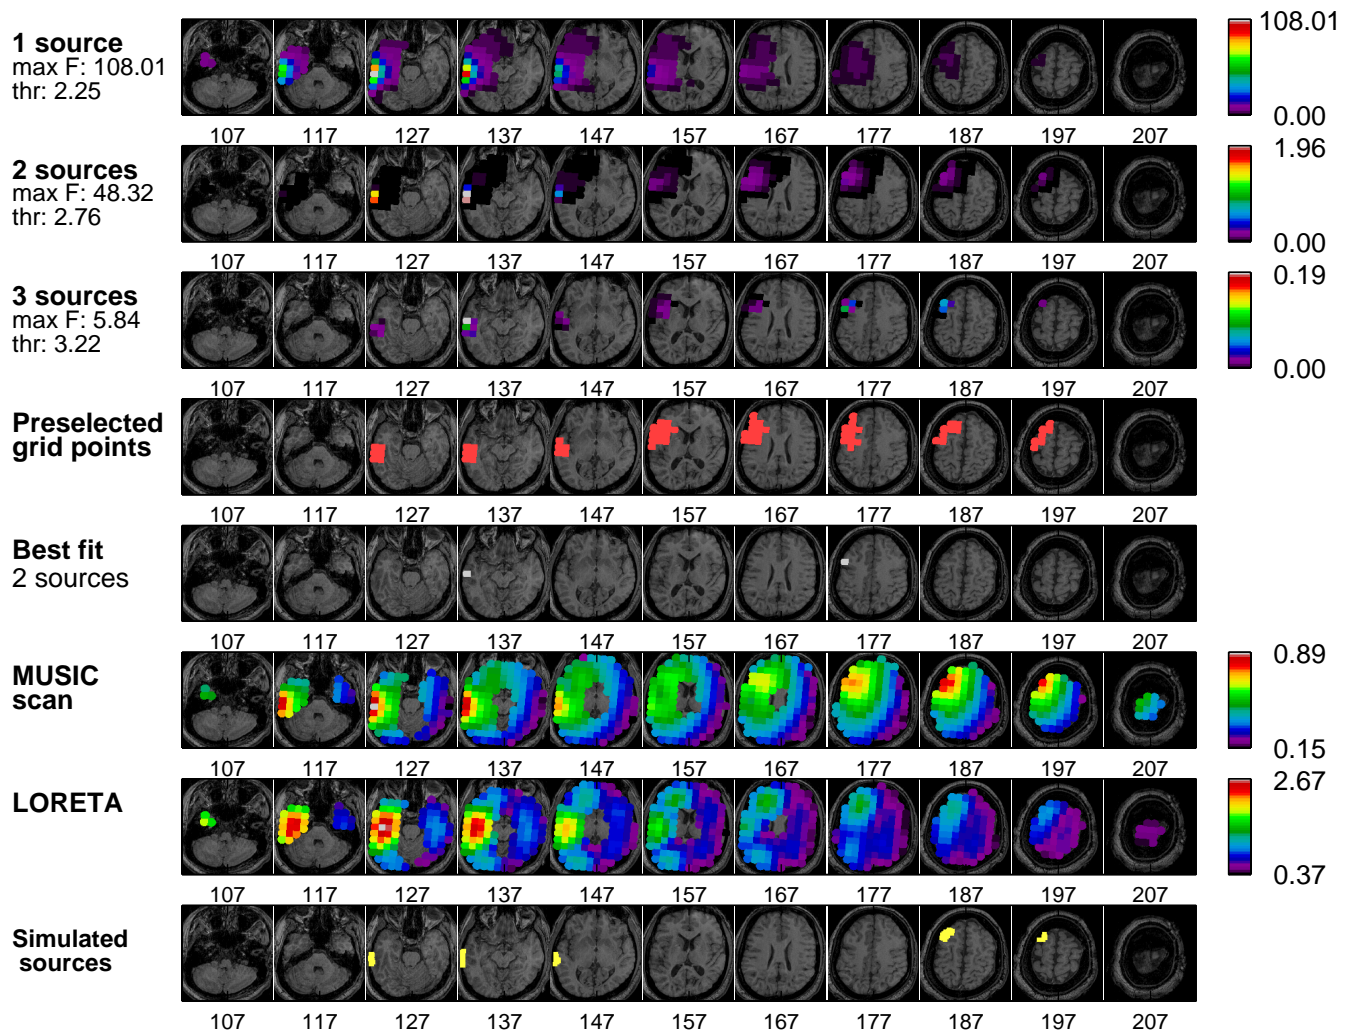 1 source
max F: 108.01
thr: 2.25
108.01
0.00
107 117 127 137 147 157 167 177 187 197 207
2 sources
max F: 48.32
thr: 2.76
1.96
0.00
107 117 127 137 147 157 167 177 187 197 207
3 sources
max F: 5.84
thr: 3.22
0.19
0.00
107 117 127 137 147 157 167 177 187 197 207
Preselected
grid points
107 117 127 137 147 157 167 177 187 197 207
Best fit
2 sources
107 117 127 137 147 157 167 177 187 197 207
MUSIC
scan
0.89
0.15
107 117 127 137 147 157 167 177 187 197 207
LORETA
2.67
0.37
107 117 127 137 147 157 167 177 187 197 207
Simulated
sources
107 117 127 137 147 157 167 177 187 197 207